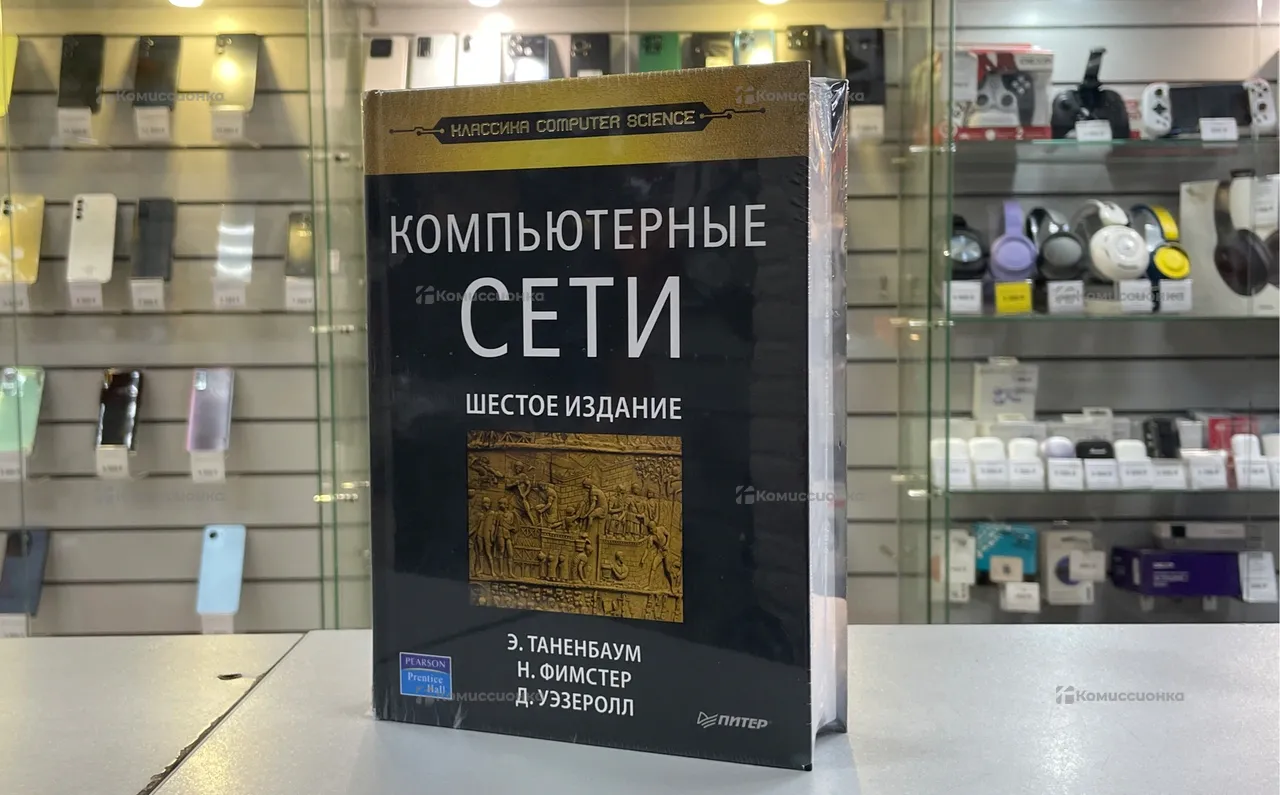 КЛАССИКА COMPUTER SCIENCE
КОМПЬЮТЕРНЫЕ
СЕТИ
ШЕСТОЕ ИЗДАНИЕ
Э. ТАНЕНБАУМ
Н. ФИМСТЕР
Д. УЭЗЕРОЛЛ
PEARSON
Prentice
Hall
ПИТЕР
Комиссионка
Комиссионка
Комиссионка
Комиссионка
Комиссионка
Комиссионка